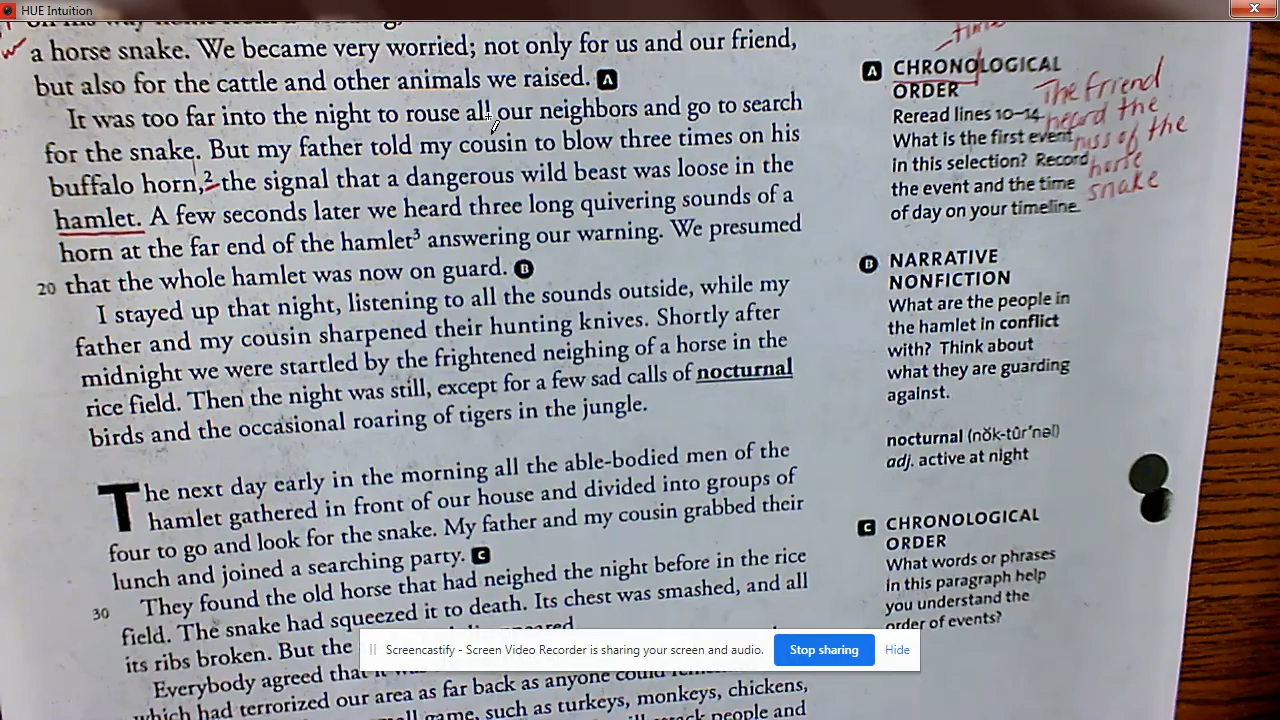 HUE Intuition
a horse snake. We became very worried; not only for us and our friend,
but also for the cattle and other animals we raised. A
It was too far into the night to rouse all our neighbors and go to search
for the snake. But my father told my cousin to blow three times on his
buffalo horn,² the signal that a dangerous wild beast was loose in the
hamlet. A few seconds later we heard three long quivering sounds of a
horn at the far end of the hamlet³ answering our warning. We presumed
20 that the whole hamlet was now on guard. B
I stayed up that night, listening to all the sounds outside, while my
father and my cousin sharpened their hunting knives. Shortly after
midnight we were startled by the frightened neighing of a horse in the
rice field. Then the night was still, except for a few sad calls of nocturnal
birds and the occasional roaring of tigers in the jungle.
The next day early in the morning all the able-bodied men of the
hamlet gathered in front of our house and divided into groups of
four to go and look for the snake. My father and my cousin grabbed their
lunch and joined a searching party. C
30 They found the old horse that had neighed the night before in the rice
field. The snake had squeezed it to death. Its chest was smashed, and all
its ribs broken. But the
Everybody agreed that it was
which had terrorized our area as far back as anyone could
game, such as turkeys, monkeys, chickens,
people and
time
A CHRONOLOGICAL
ORDER
Reread lines 10–14.
What is the first event
in this selection? Record
the event and the time
of day on your timeline.
The friend
heard the
hiss of the
horse
snake
B NARRATIVE
NONFICTION
What are the people in
the hamlet in conflict
with? Think about
what they are guarding
against.
nocturnal (nŏk-tûr'nəl)
adj. active at night
C CHRONOLOGICAL
ORDER
What words or phrases
in this paragraph help
you understand the
order of events?
Screencastify - Screen Video Recorder is sharing your screen and audio.
Stop sharing
Hide